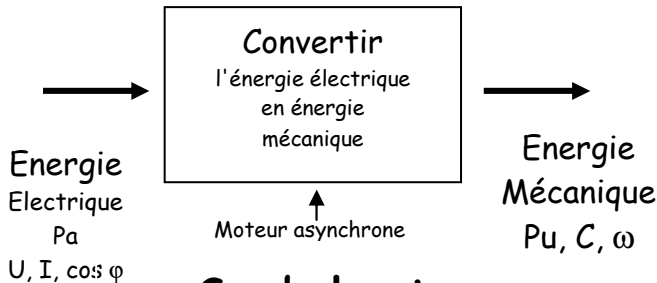 Convertir
l'énergie électrique
en énergie
mécanique
Energie
Electrique
Pa
U, I, cos φ
Moteur asynchrone
Energie
Mécanique
Pu, C, ω